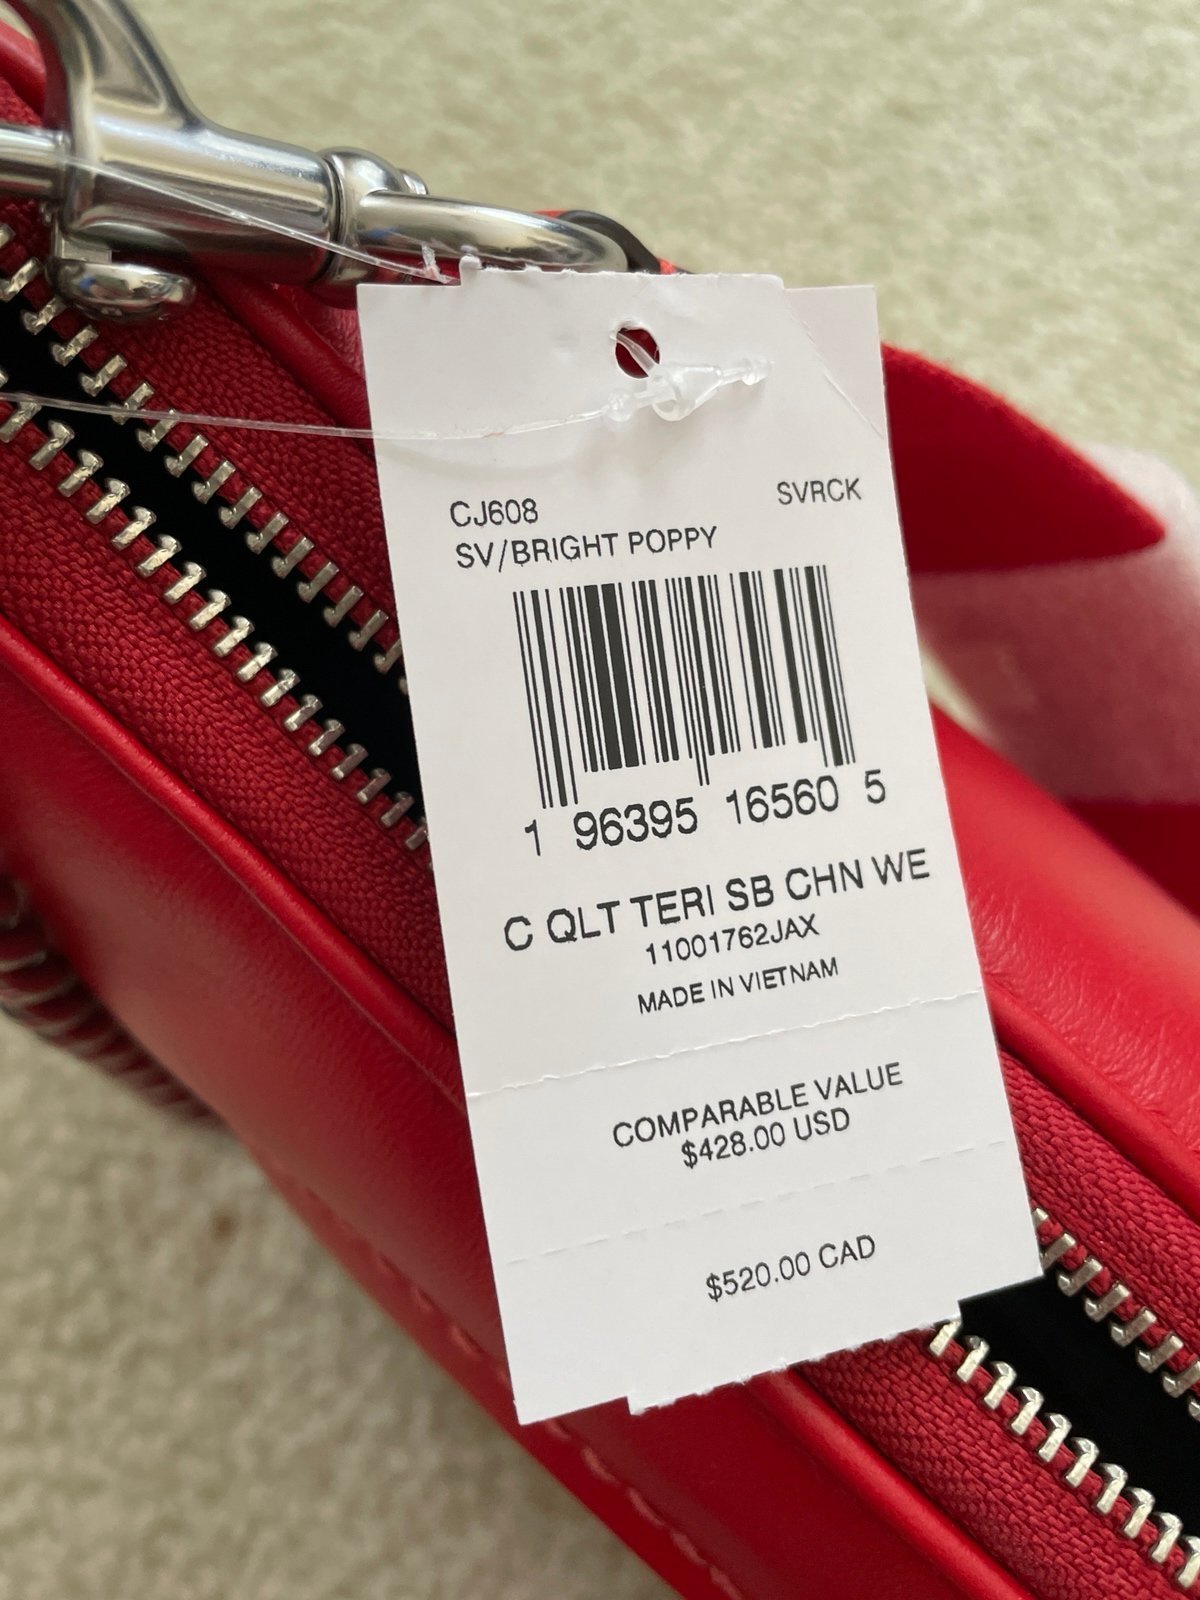 CJ608 SVRCK
SV/BRIGHT POPPY
1 96395 16560 5
C QLT TERI SB CHN WE
11001762JAX
MADE IN VIETNAM
COMPARABLE VALUE
$428.00 USD
$520.00 CAD